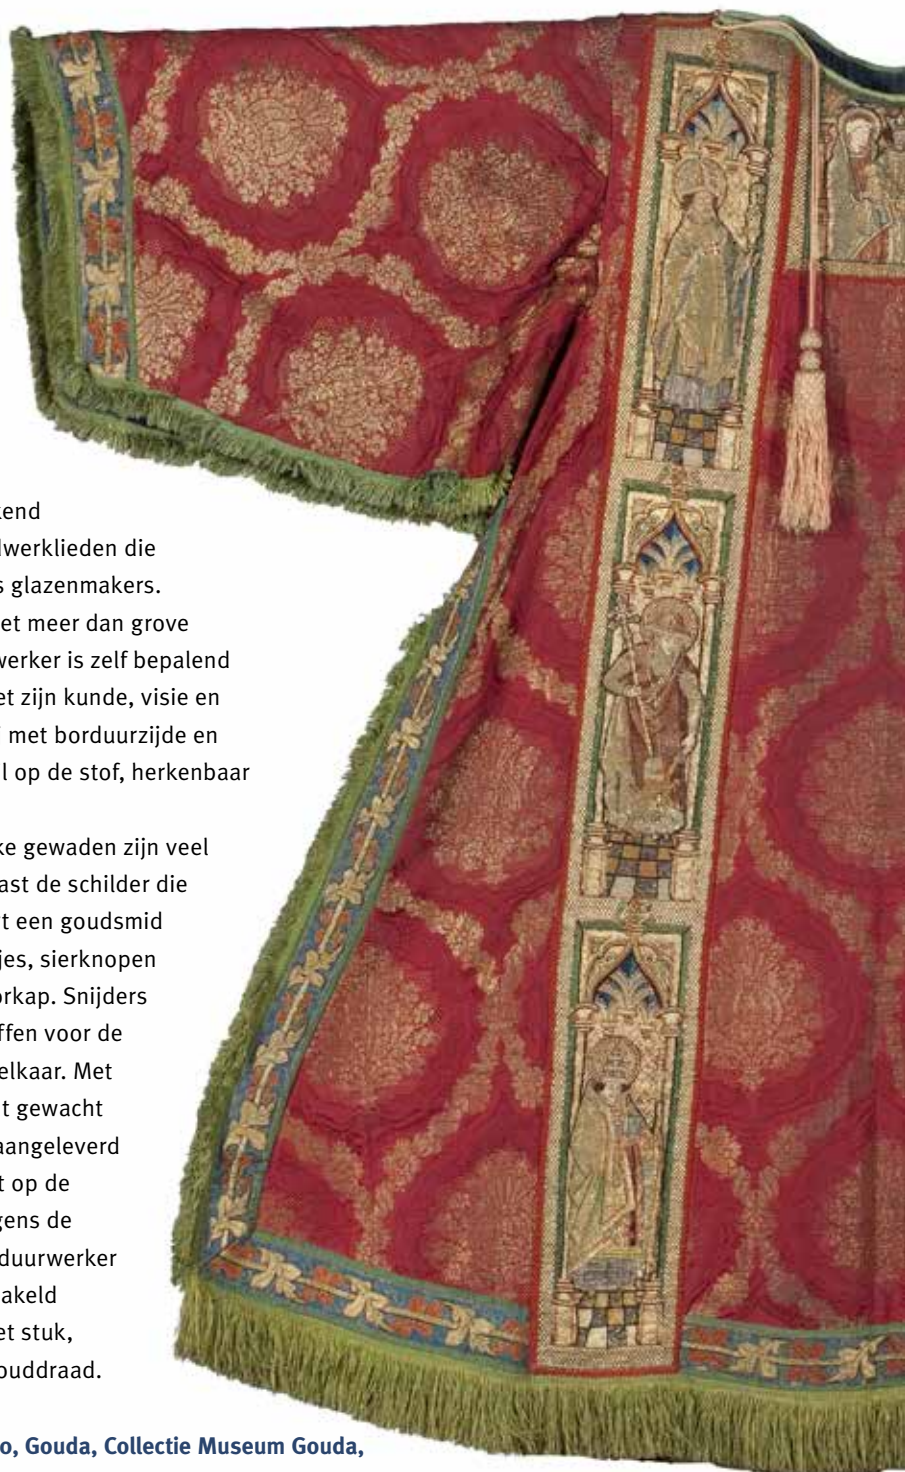 kend
dwerklieden die
s glazenmakers.
et meer dan grove
werker is zelf bepalend
et zijn kunde, visie en
met borduurzijde en
l op de stof, herkenbaar
ke gewaden zijn veel
ast de schilder die
t een goudsmid
jes, sierknopen
orkap. Snijders
ffen voor de
elkaar. Met
t gewacht
aangeleverd
t op de
gens de
duurwerker
akeld
et stuk,
ouddraad.
o, Gouda, Collectie Museum Gouda,